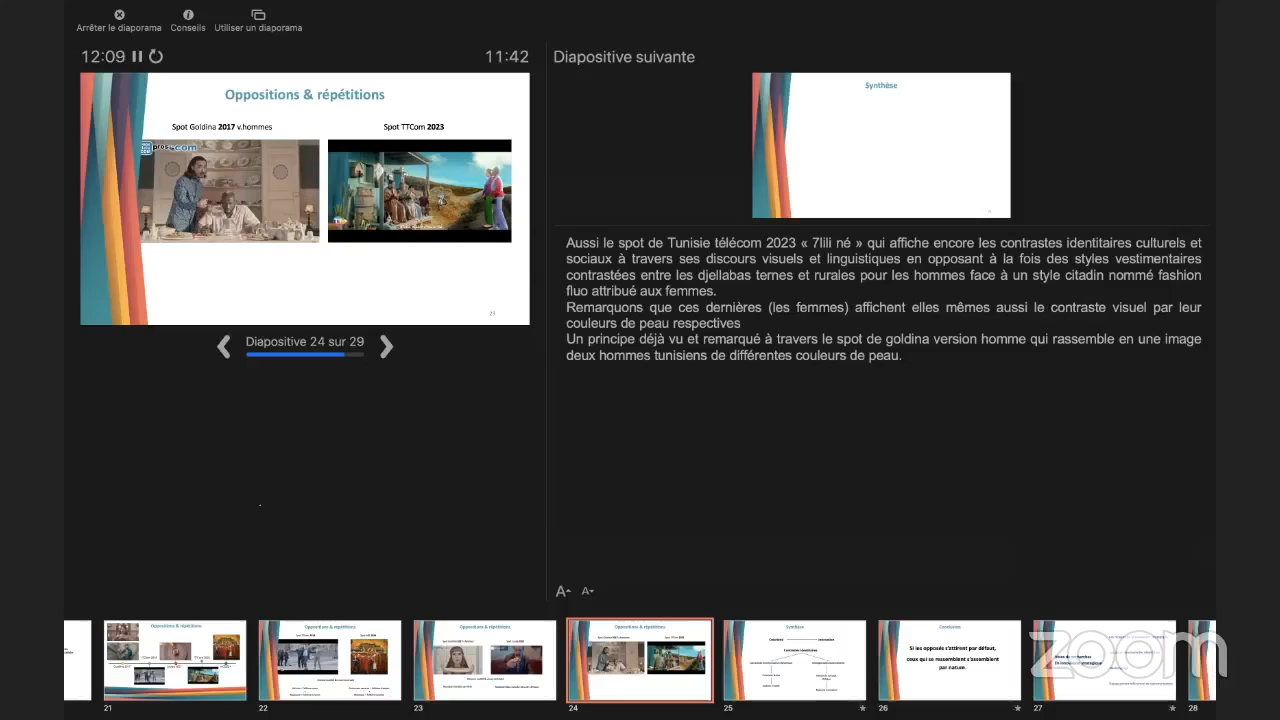 Arrêter le diaporama
Conseils
Utiliser un diaporama
12:09
11:42
Diapositive suivante
Oppositions & répétitions
Spot Goldina 2017 v.hommes
Spot TTCom 2023
23
Diapositive 24 sur 29
Synthèse
Aussi le spot de Tunisie télécom 2023 « 7lili né » qui affiche encore les contrastes identitaires culturels et
sociaux à travers ses discours visuels et linguistiques en opposant à la fois des styles vestimentaires
contrastées entre les djellabas ternes et rurales pour les hommes face à un style citadin nommé fashion
fluo attribué aux femmes.
Remarquons que ces dernières (les femmes) affichent elles mêmes aussi le contraste visuel par leur
couleurs de peau respectives
Un principe déjà vu et remarqué à travers le spot de goldina version homme qui rassemble en une image
deux hommes tunisiens de différentes couleurs de peau.
A
A
Oppositions & répétitions
21
Oppositions & répétitions
22
Oppositions & répétitions
23
Oppositions & répétitions
24
Synthèse
25
Si les opposés s'attirent par défaut,
ceux qui se ressemblent s'assemblent
par nature.
26
27
28
zoom